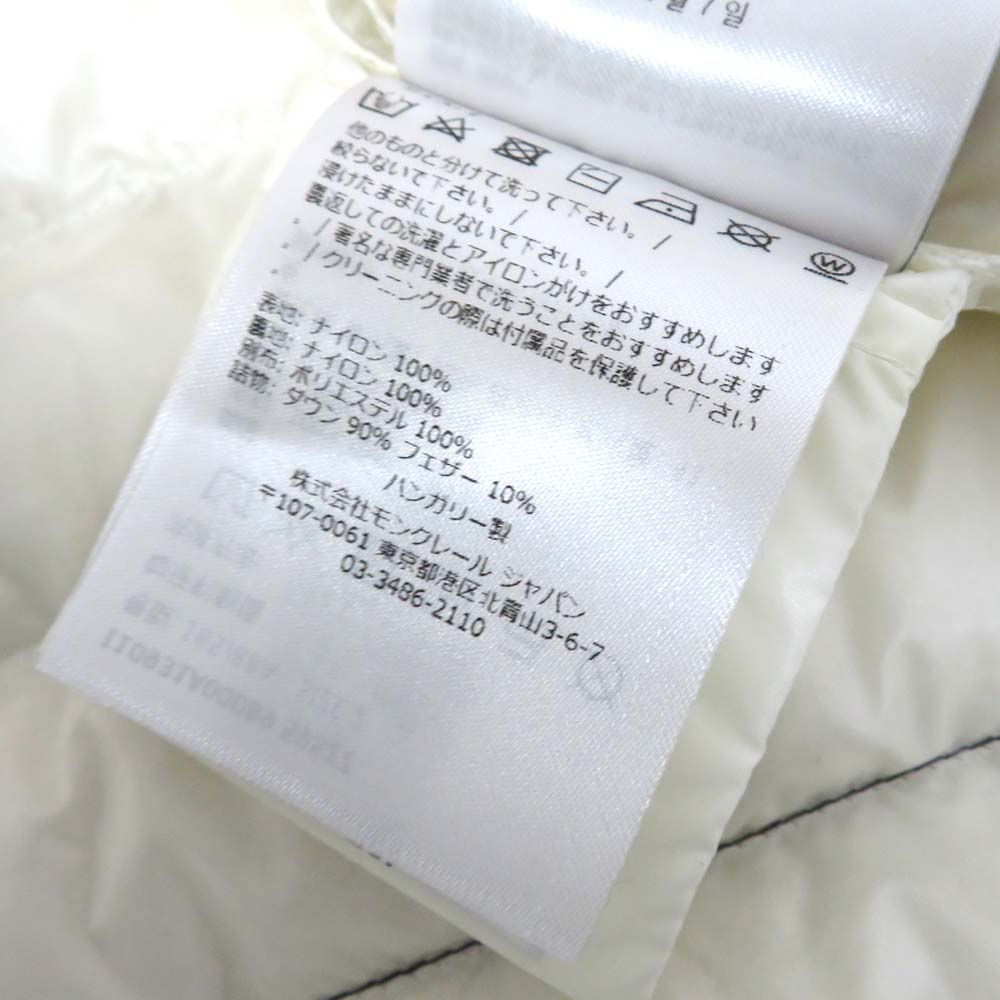 7 일
他のものと分けて洗って下さい。 /
絞らないで下さい。 /
浸けたままにしないで下さい。 /
裏返しての洗濯とアイロンがけをおすすめします
. / 著名な専門業者で洗うことをおすすめします
. / クリーニングの際は付属品を保護して下さい
表地: ナイロン 100%
裏地: ナイロン 100%
別布: ポリエステル 100%
詰物: ダウン 90% フェザー 10%
ハンガリー製
株式会社モンクレール ジャパン
〒107-0061 東京都港区北青山3-6-7
03-3486-2110